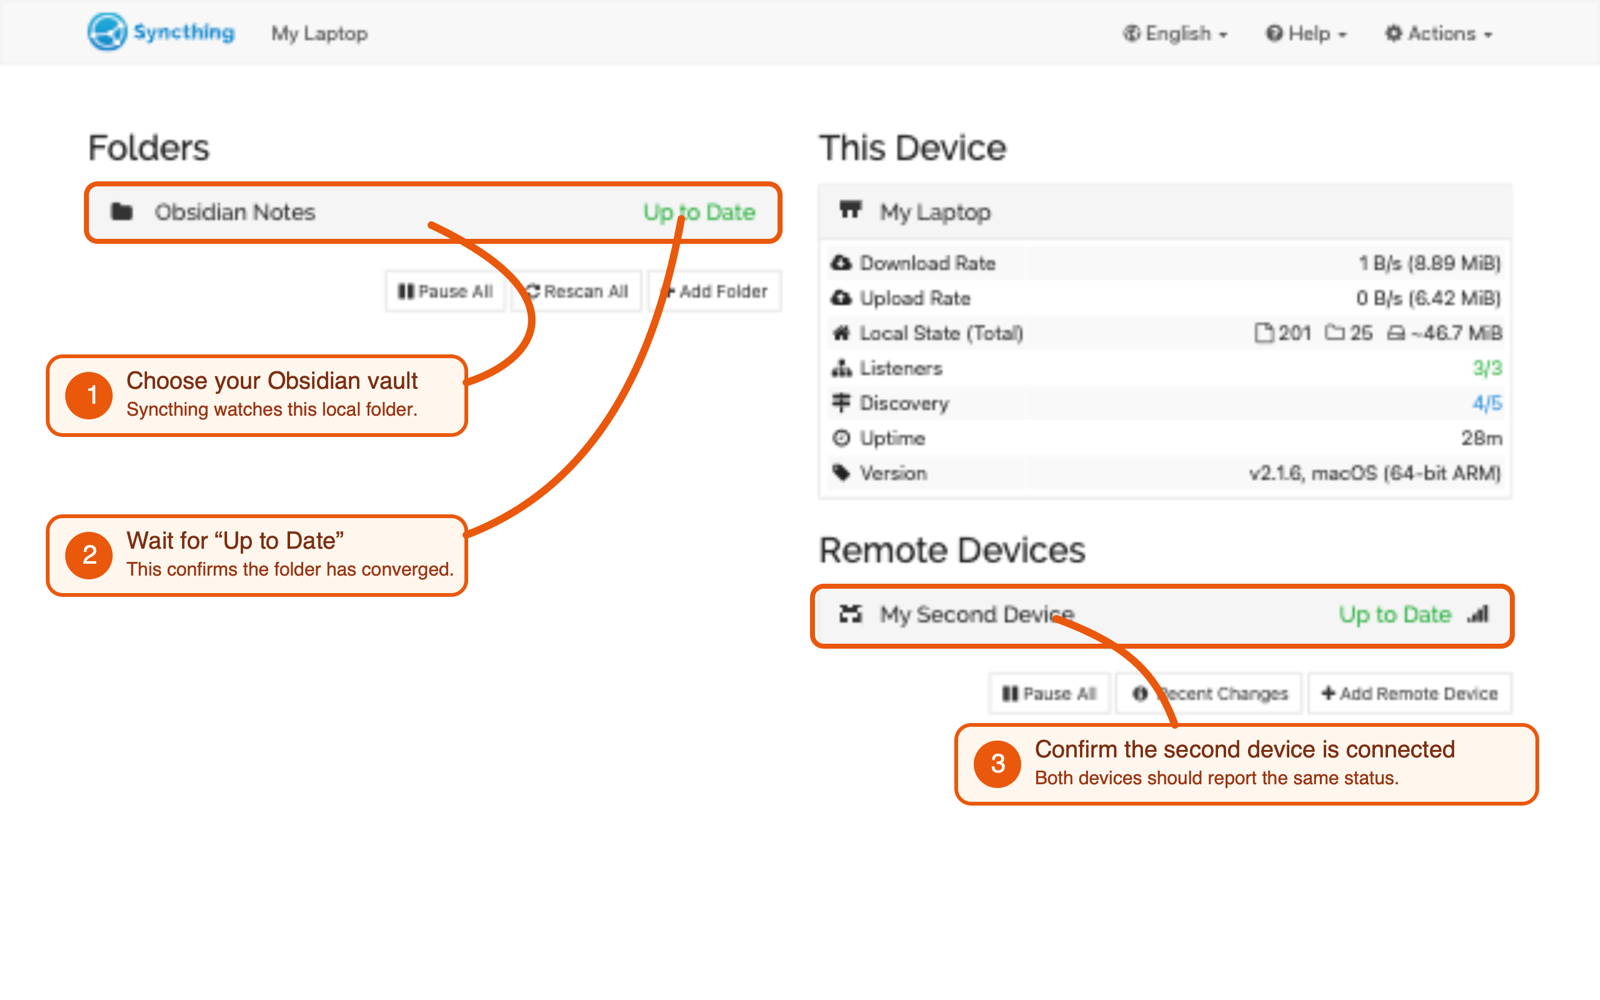 Syncthing
My Laptop
English
Help
Actions
Folders
Obsidian Notes
Up to Date
Pause All
Rescan All
Add Folder
1
Choose your Obsidian vault
Syncthing watches this local folder.
2
Wait for “Up to Date”
This confirms the folder has converged.
This Device
My Laptop
Download Rate 1 B/s (8.89 MiB)
Upload Rate 0 B/s (6.42 MiB)
Local State (Total) 201 25 ~46.7 MiB
Listeners 3/3
Discovery 4/5
Uptime 28m
Version v2.1.6, macOS (64-bit ARM)
Remote Devices
My Second Device
Up to Date
Pause All
Recent Changes
Add Remote Device
3
Confirm the second device is connected
Both devices should report the same status.